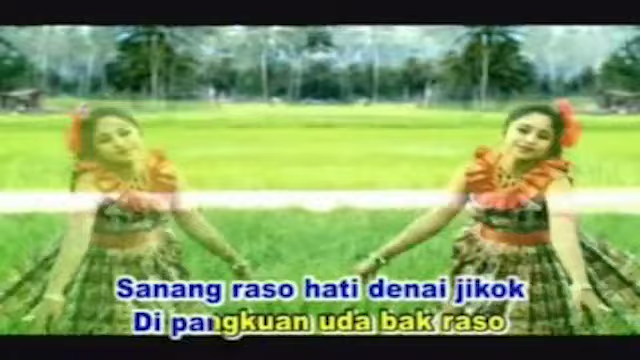 Sanang raso hati denai jikok
Di pangkuan uda bak raso